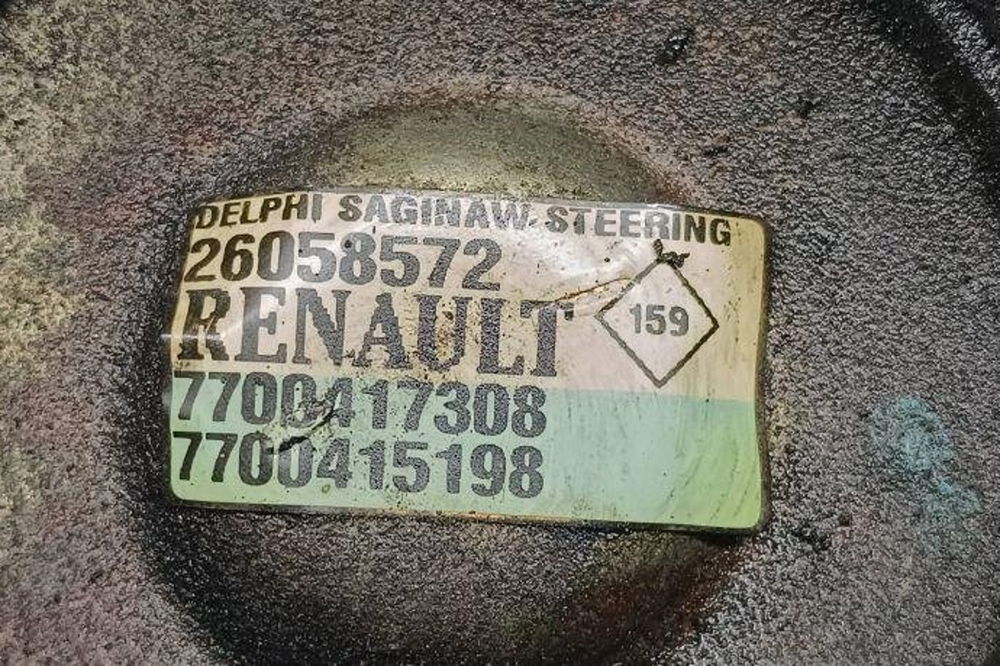 DELPHI SAGINAW STEERING
26058572
RENAULT
159
7700417308
7700415198